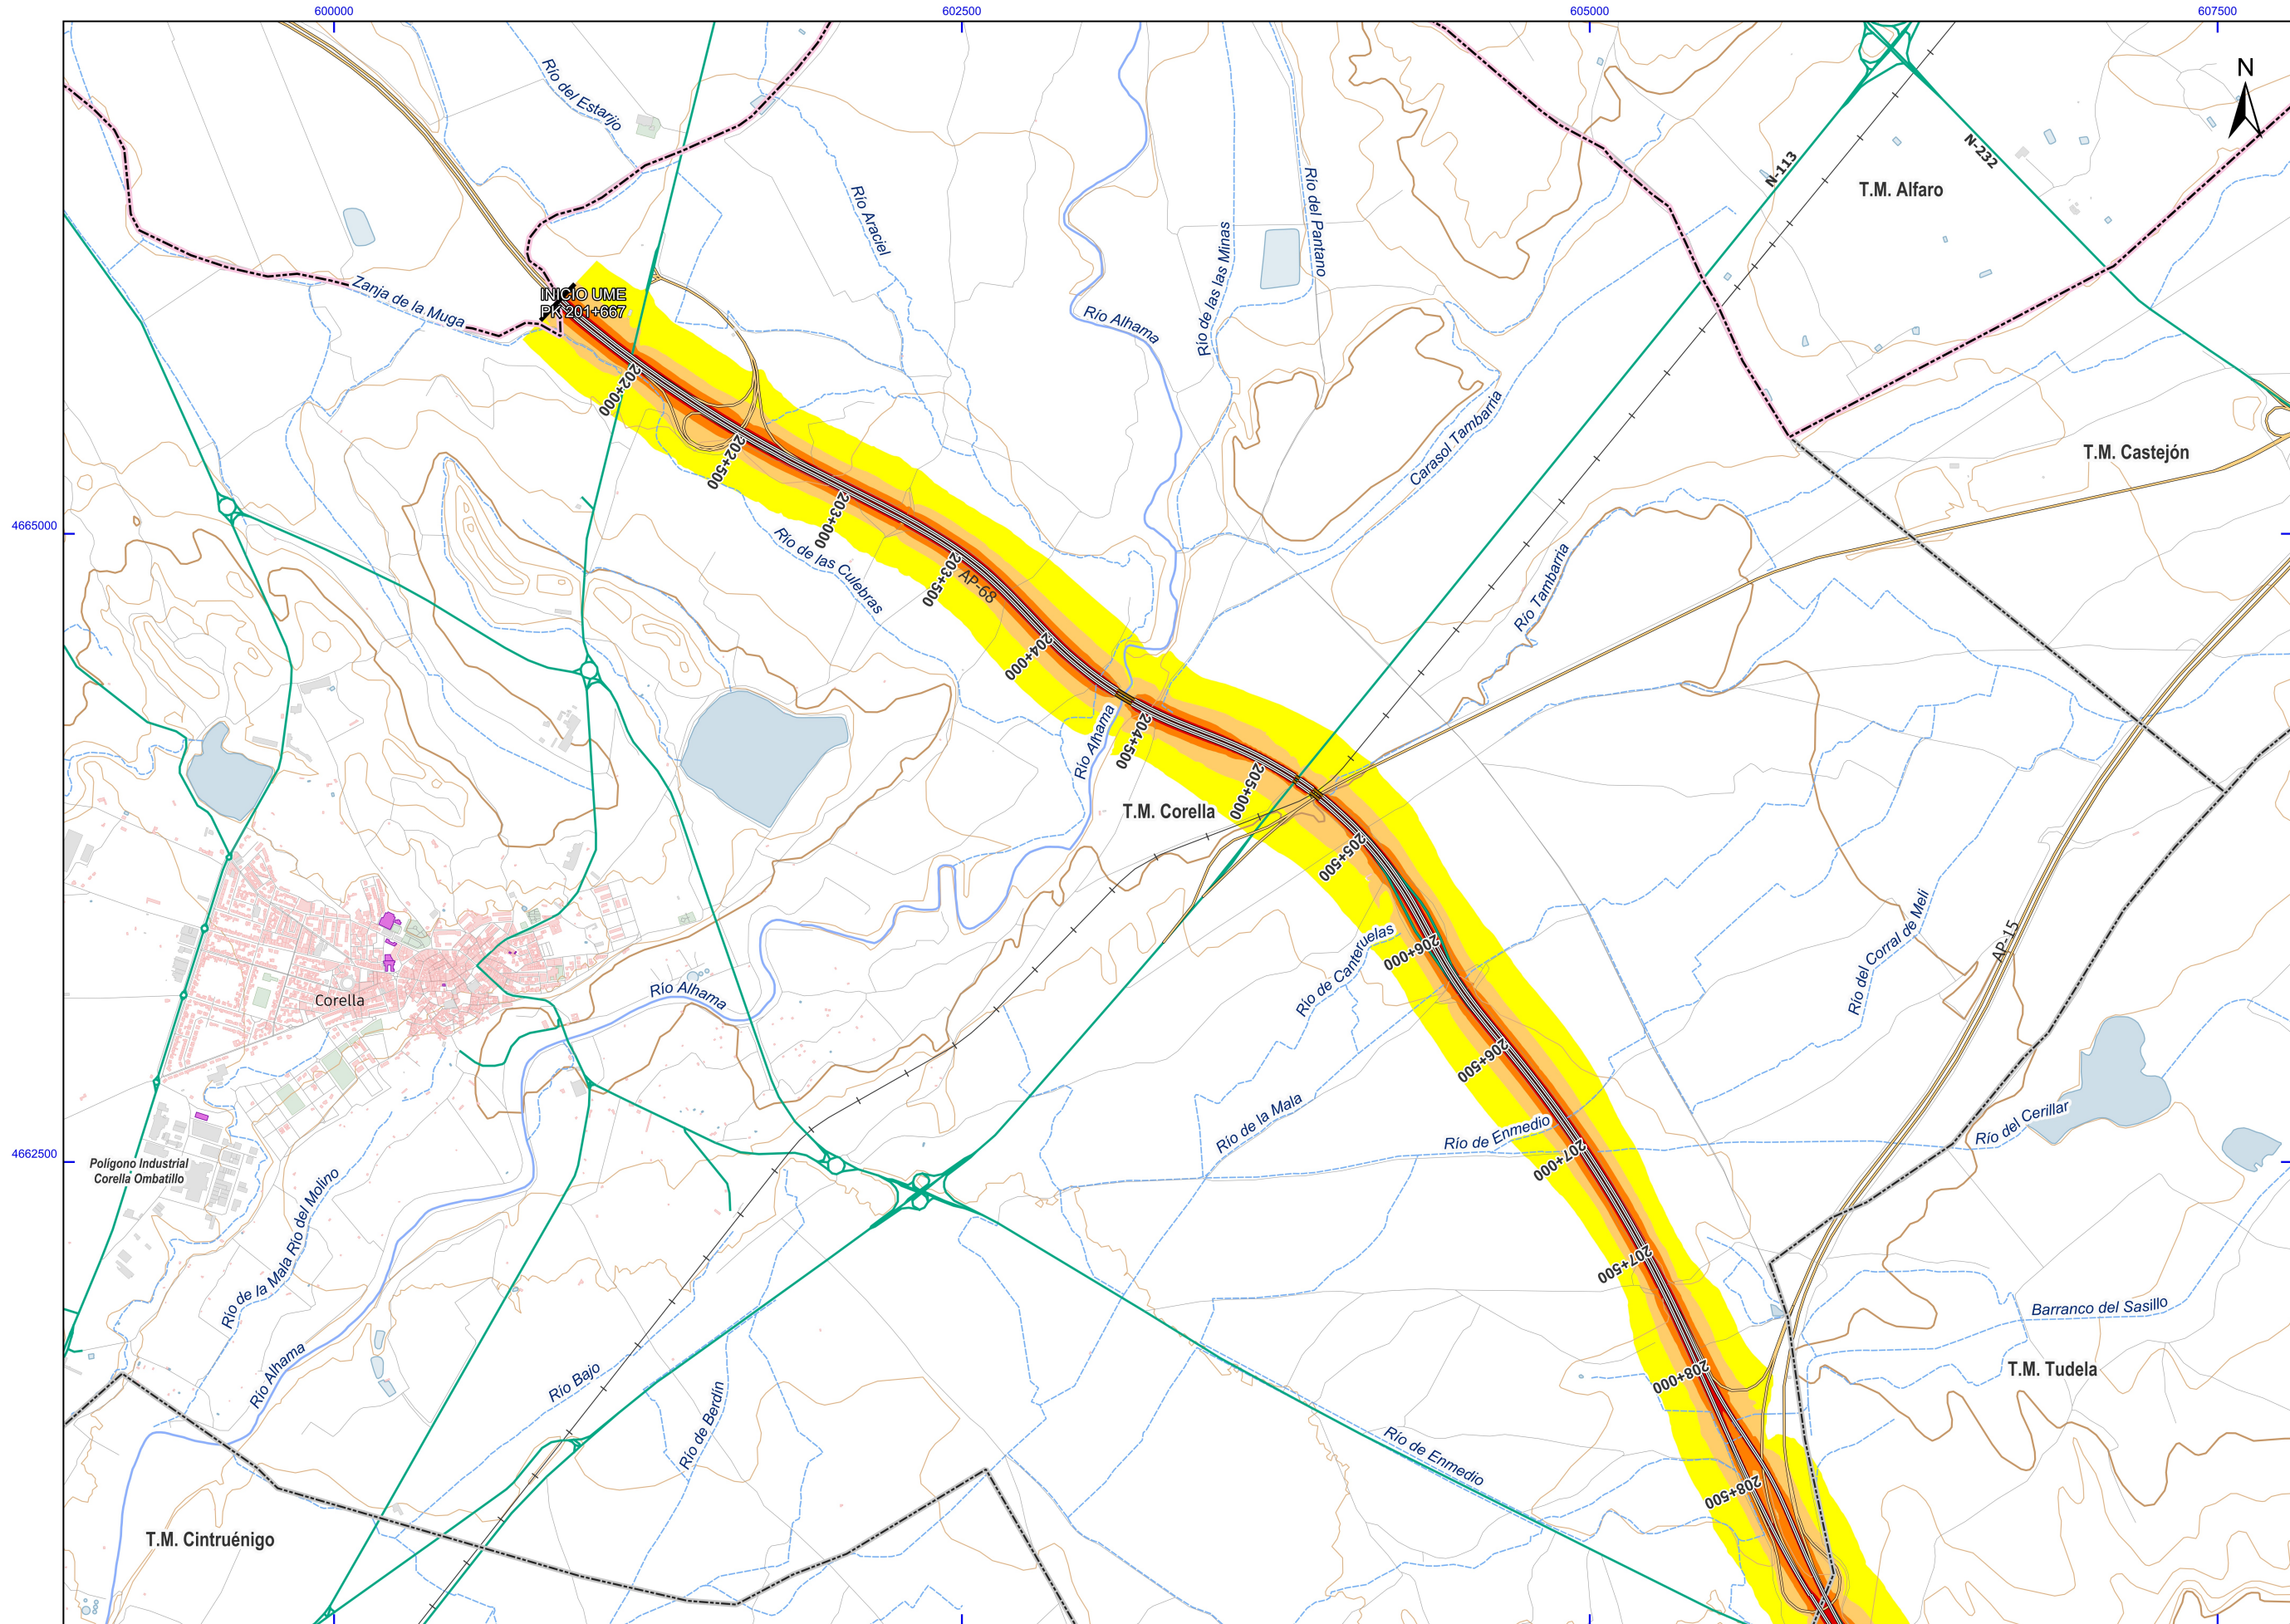 600000
602500
605000
607500
N
Río del Estarijo
N-113
N-232
T.M. Alfaro
Río Araciel
Río del Pantano
Río de las las Minas
Zanja de la Muga
INICIO UME
PK 201+667
Río Alhama
202+000
Carasol Tambarria
T.M. Castejón
202+500
203+000
4665000
Río de las Culebras
203+500
AP-68
Río Tambarria
204+000
Río Alhama
204+500
205+000
T.M. Corella
205+500
Río de Canteruelas
206+000
Río del Corral de Meli
AP-15
Corella
Río Alhama
206+500
Río de la Mala
Río de Enmedio
Río del Cerillar
207+000
4662500
Polígono Industrial
Corella Ombatillo
Río de la Mala Rio del Molino
207+500
Barranco del Sasillo
Río Alhama
Río Bajo
208+000
T.M. Tudela
Río de Berdín
Río de Enmedio
208+500
T.M. Cintruénigo